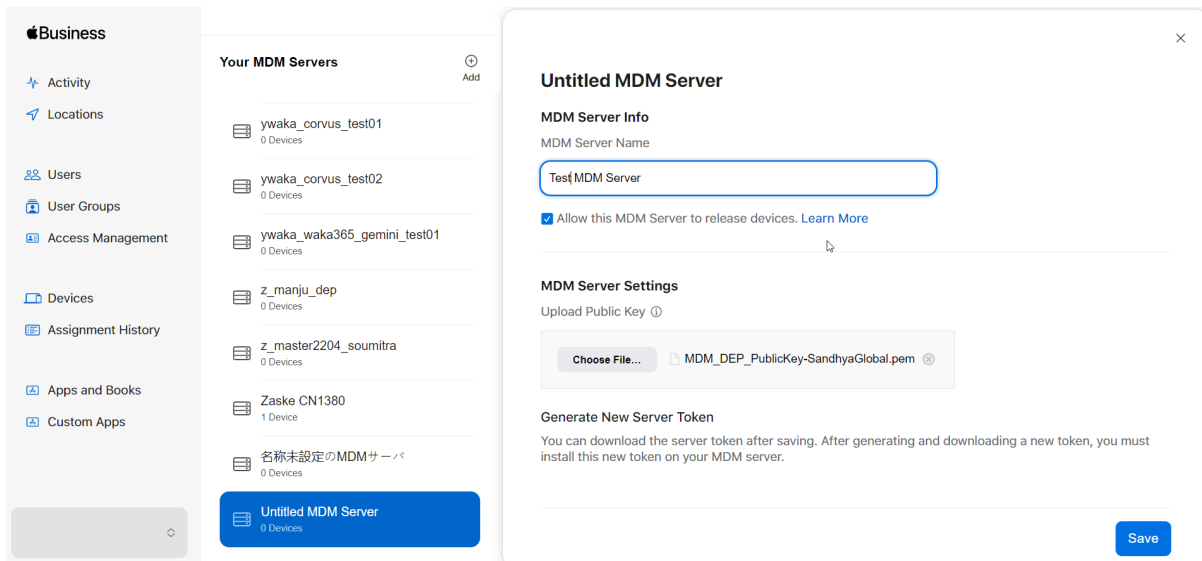 Business
Activity
Locations
Users
User Groups
Access Management
Devices
Assignment History
Apps and Books
Custom Apps
Your MDM Servers
Add
ywaka_corvus_test01
0 Devices
ywaka_corvus_test02
0 Devices
ywaka_waka365_gemini_test01
0 Devices
z_manju_dep
0 Devices
z_master2204_soumitra
0 Devices
Zaske CN1380
1 Device
名称未設定のMDMサーバ
0 Devices
Untitled MDM Server
0 Devices
Untitled MDM Server
MDM Server Info
MDM Server Name
Test MDM Server
Allow this MDM Server to release devices. Learn More
MDM Server Settings
Upload Public Key
Choose File... MDM_DEP_PublicKey-SandhyaGlobal.pem
Generate New Server Token
You can download the server token after saving. After generating and downloading a new token, you must
install this new token on your MDM server.
Save